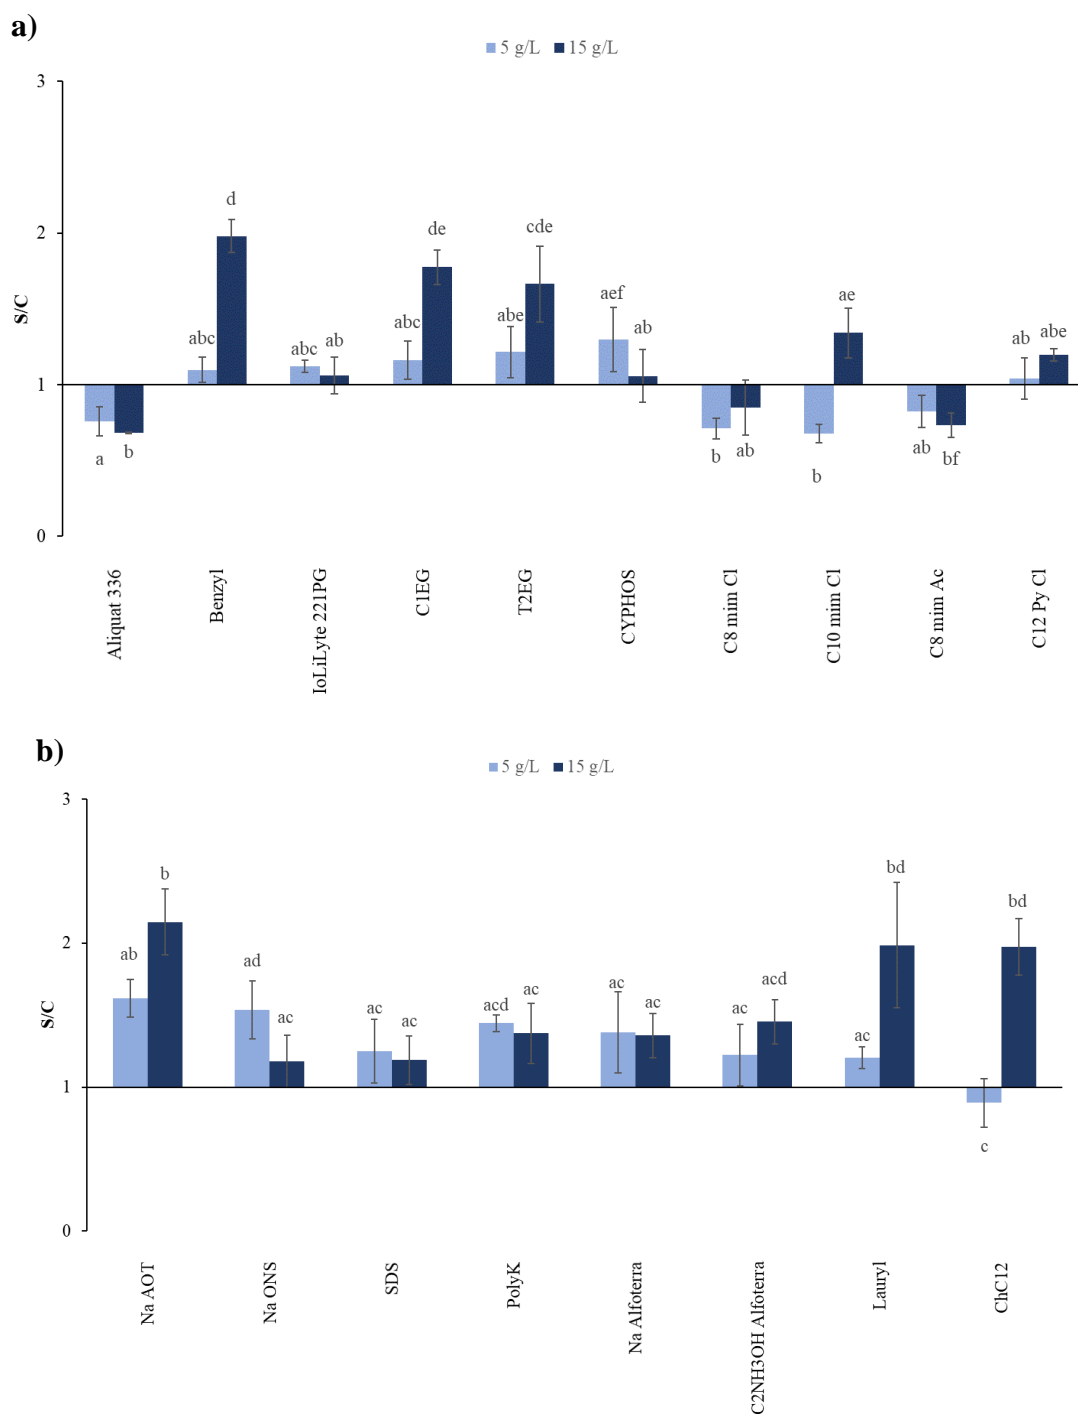 a)
5 g/L 15 g/L
3
2
1
0
S/C
a b
abc d
abc ab
abc de
abe cde
aef ab
b ab
b ae
ab bf
ab abe
Aliquat 336
Benzyl
IoLiLyte 221PG
C1EG
T2EG
CYPHOS
C8 mim Cl
C10 mim Cl
C8 mim Ac
C12 Py Cl
b)
5 g/L 15 g/L
3
2
1
0
S/C
ab b
ad ac
ac ac
acd ac
ac ac
ac acd
ac bd
c bd
Na AOT
Na ONS
SDS
PolyK
Na Alfoterra
C2NH3OH Alfoterra
Lauryl
ChC12